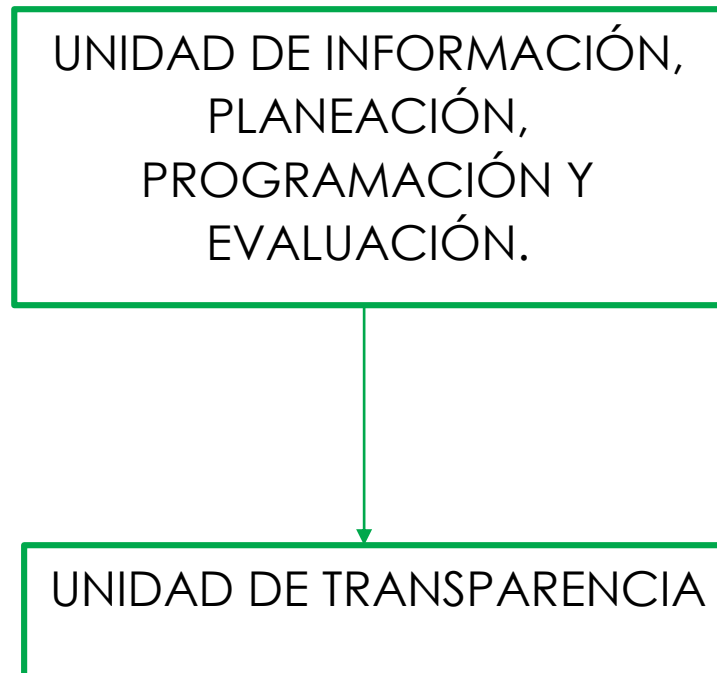 UNIDAD DE INFORMACIÓN,
PLANEACIÓN,
PROGRAMACIÓN Y
EVALUACIÓN.
UNIDAD DE TRANSPARENCIA